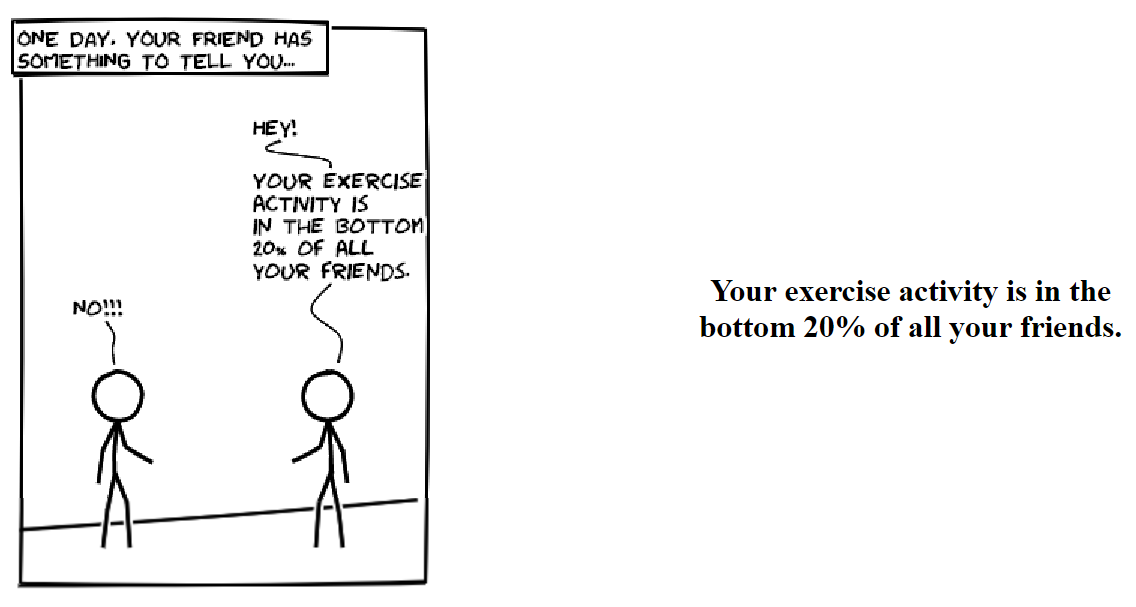 ONE DAY, YOUR FRIEND HAS
SOMETHING TO TELL YOU...
HEY!
YOUR EXERCISE
ACTIVITY IS
IN THE BOTTOM
20% OF ALL
YOUR FRIENDS.
NO!!!
Your exercise activity is in the
bottom 20% of all your friends.